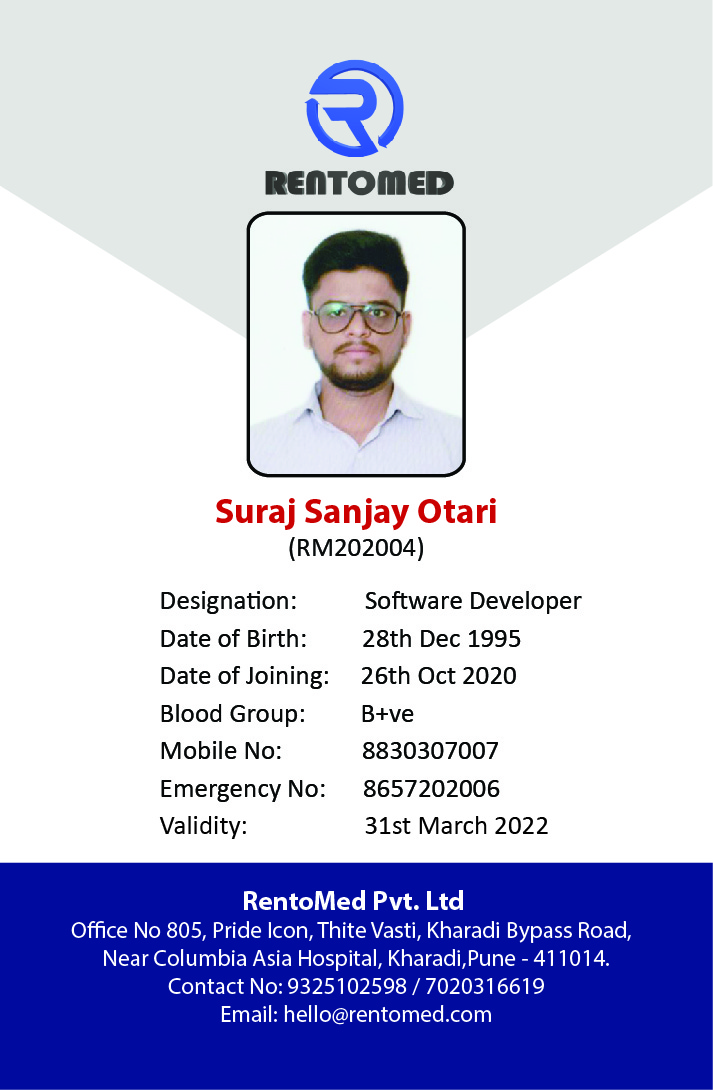 RENTOMED
Suraj Sanjay Otari
(RM202004)
Designation: Software Developer
Date of Birth: 28th Dec 1995
Date of Joining: 26th Oct 2020
Blood Group: B+ve
Mobile No: 8830307007
Emergency No: 8657202006
Validity: 31st March 2022
RentoMed Pvt. Ltd
Office No 805, Pride Icon, Thite Vasti, Kharadi Bypass Road,
Near Columbia Asia Hospital, Kharadi,Pune - 411014.
Contact No: 9325102598 / 7020316619
Email: hello@rentomed.com